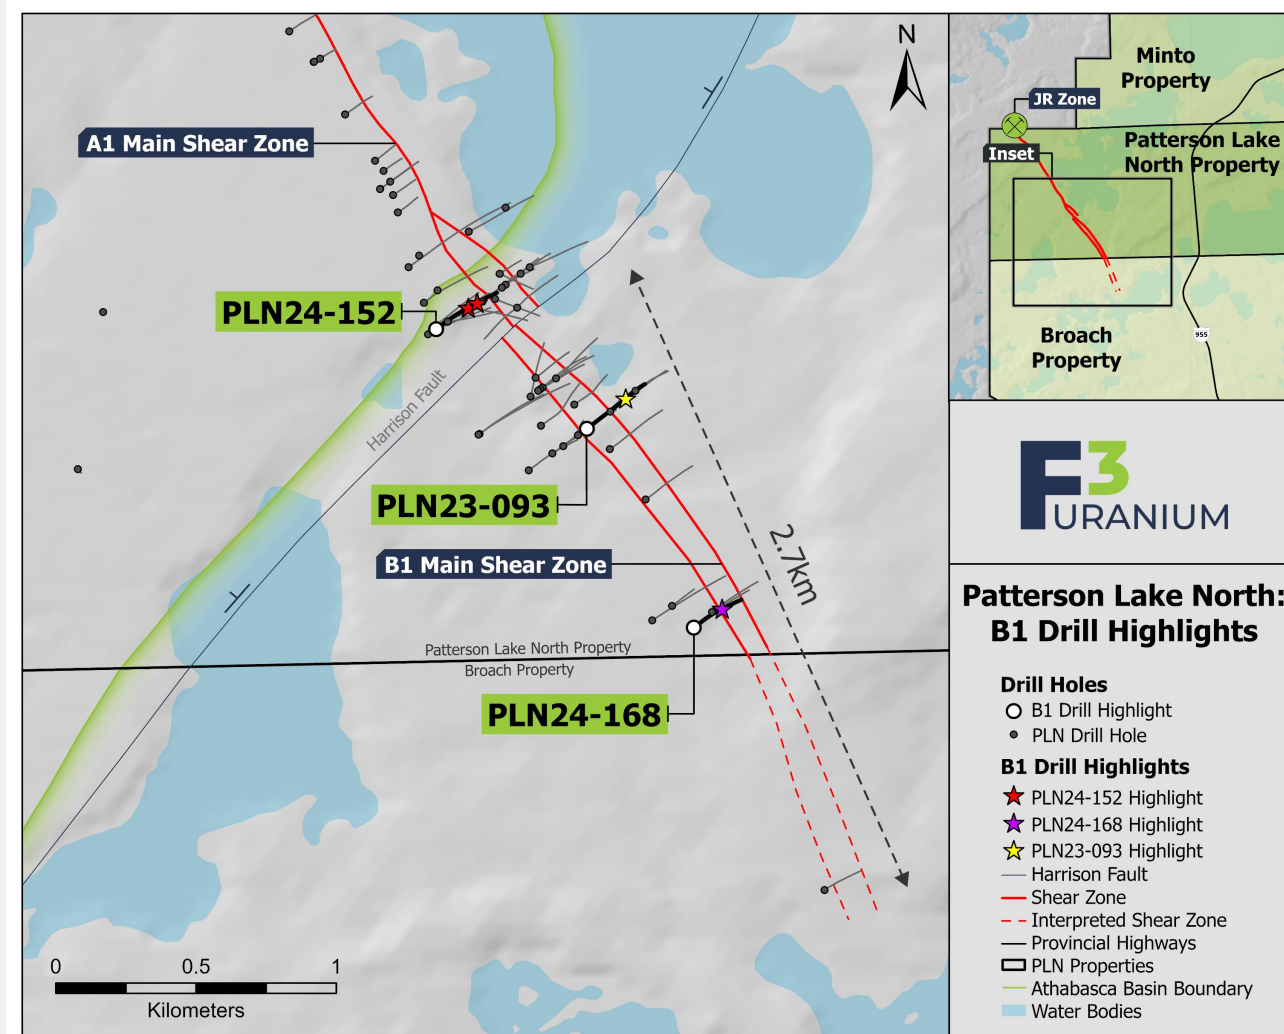 N
A1 Main Shear Zone
PLN24-152
Harrison Fault
PLN23-093
B1 Main Shear Zone
2.7km
Patterson Lake North Property
Broach Property
PLN24-168
0 0.5 1
Kilometers
Minto
Property
JR Zone
Patterson Lake
North Property
Inset
955
Broach
Property
F3
URANIUM
Patterson Lake North:
B1 Drill Highlights
Drill Holes
B1 Drill Highlight
PLN Drill Hole
B1 Drill Highlights
PLN24-152 Highlight
PLN24-168 Highlight
PLN23-093 Highlight
Harrison Fault
Shear Zone
Interpreted Shear Zone
Provincial Highways
PLN Properties
Athabasca Basin Boundary
Water Bodies